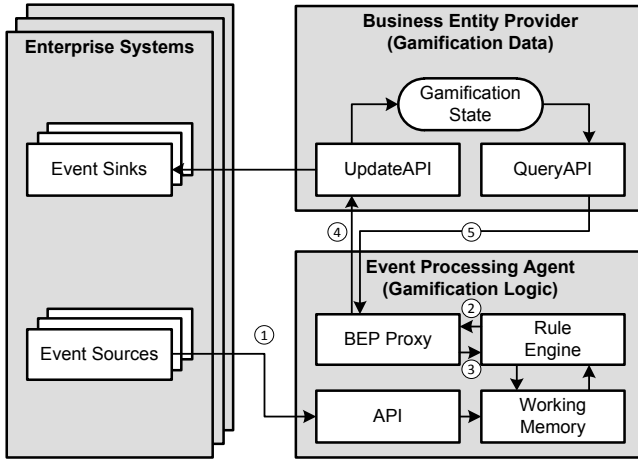 Enterprise Systems
Event Sinks
Event Sources
Business Entity Provider
(Gamification Data)
Gamification
State
UpdateAPI
QueryAPI
4
5
1
Event Processing Agent
(Gamification Logic)
BEP Proxy
2
3
Rule
Engine
API
Working
Memory